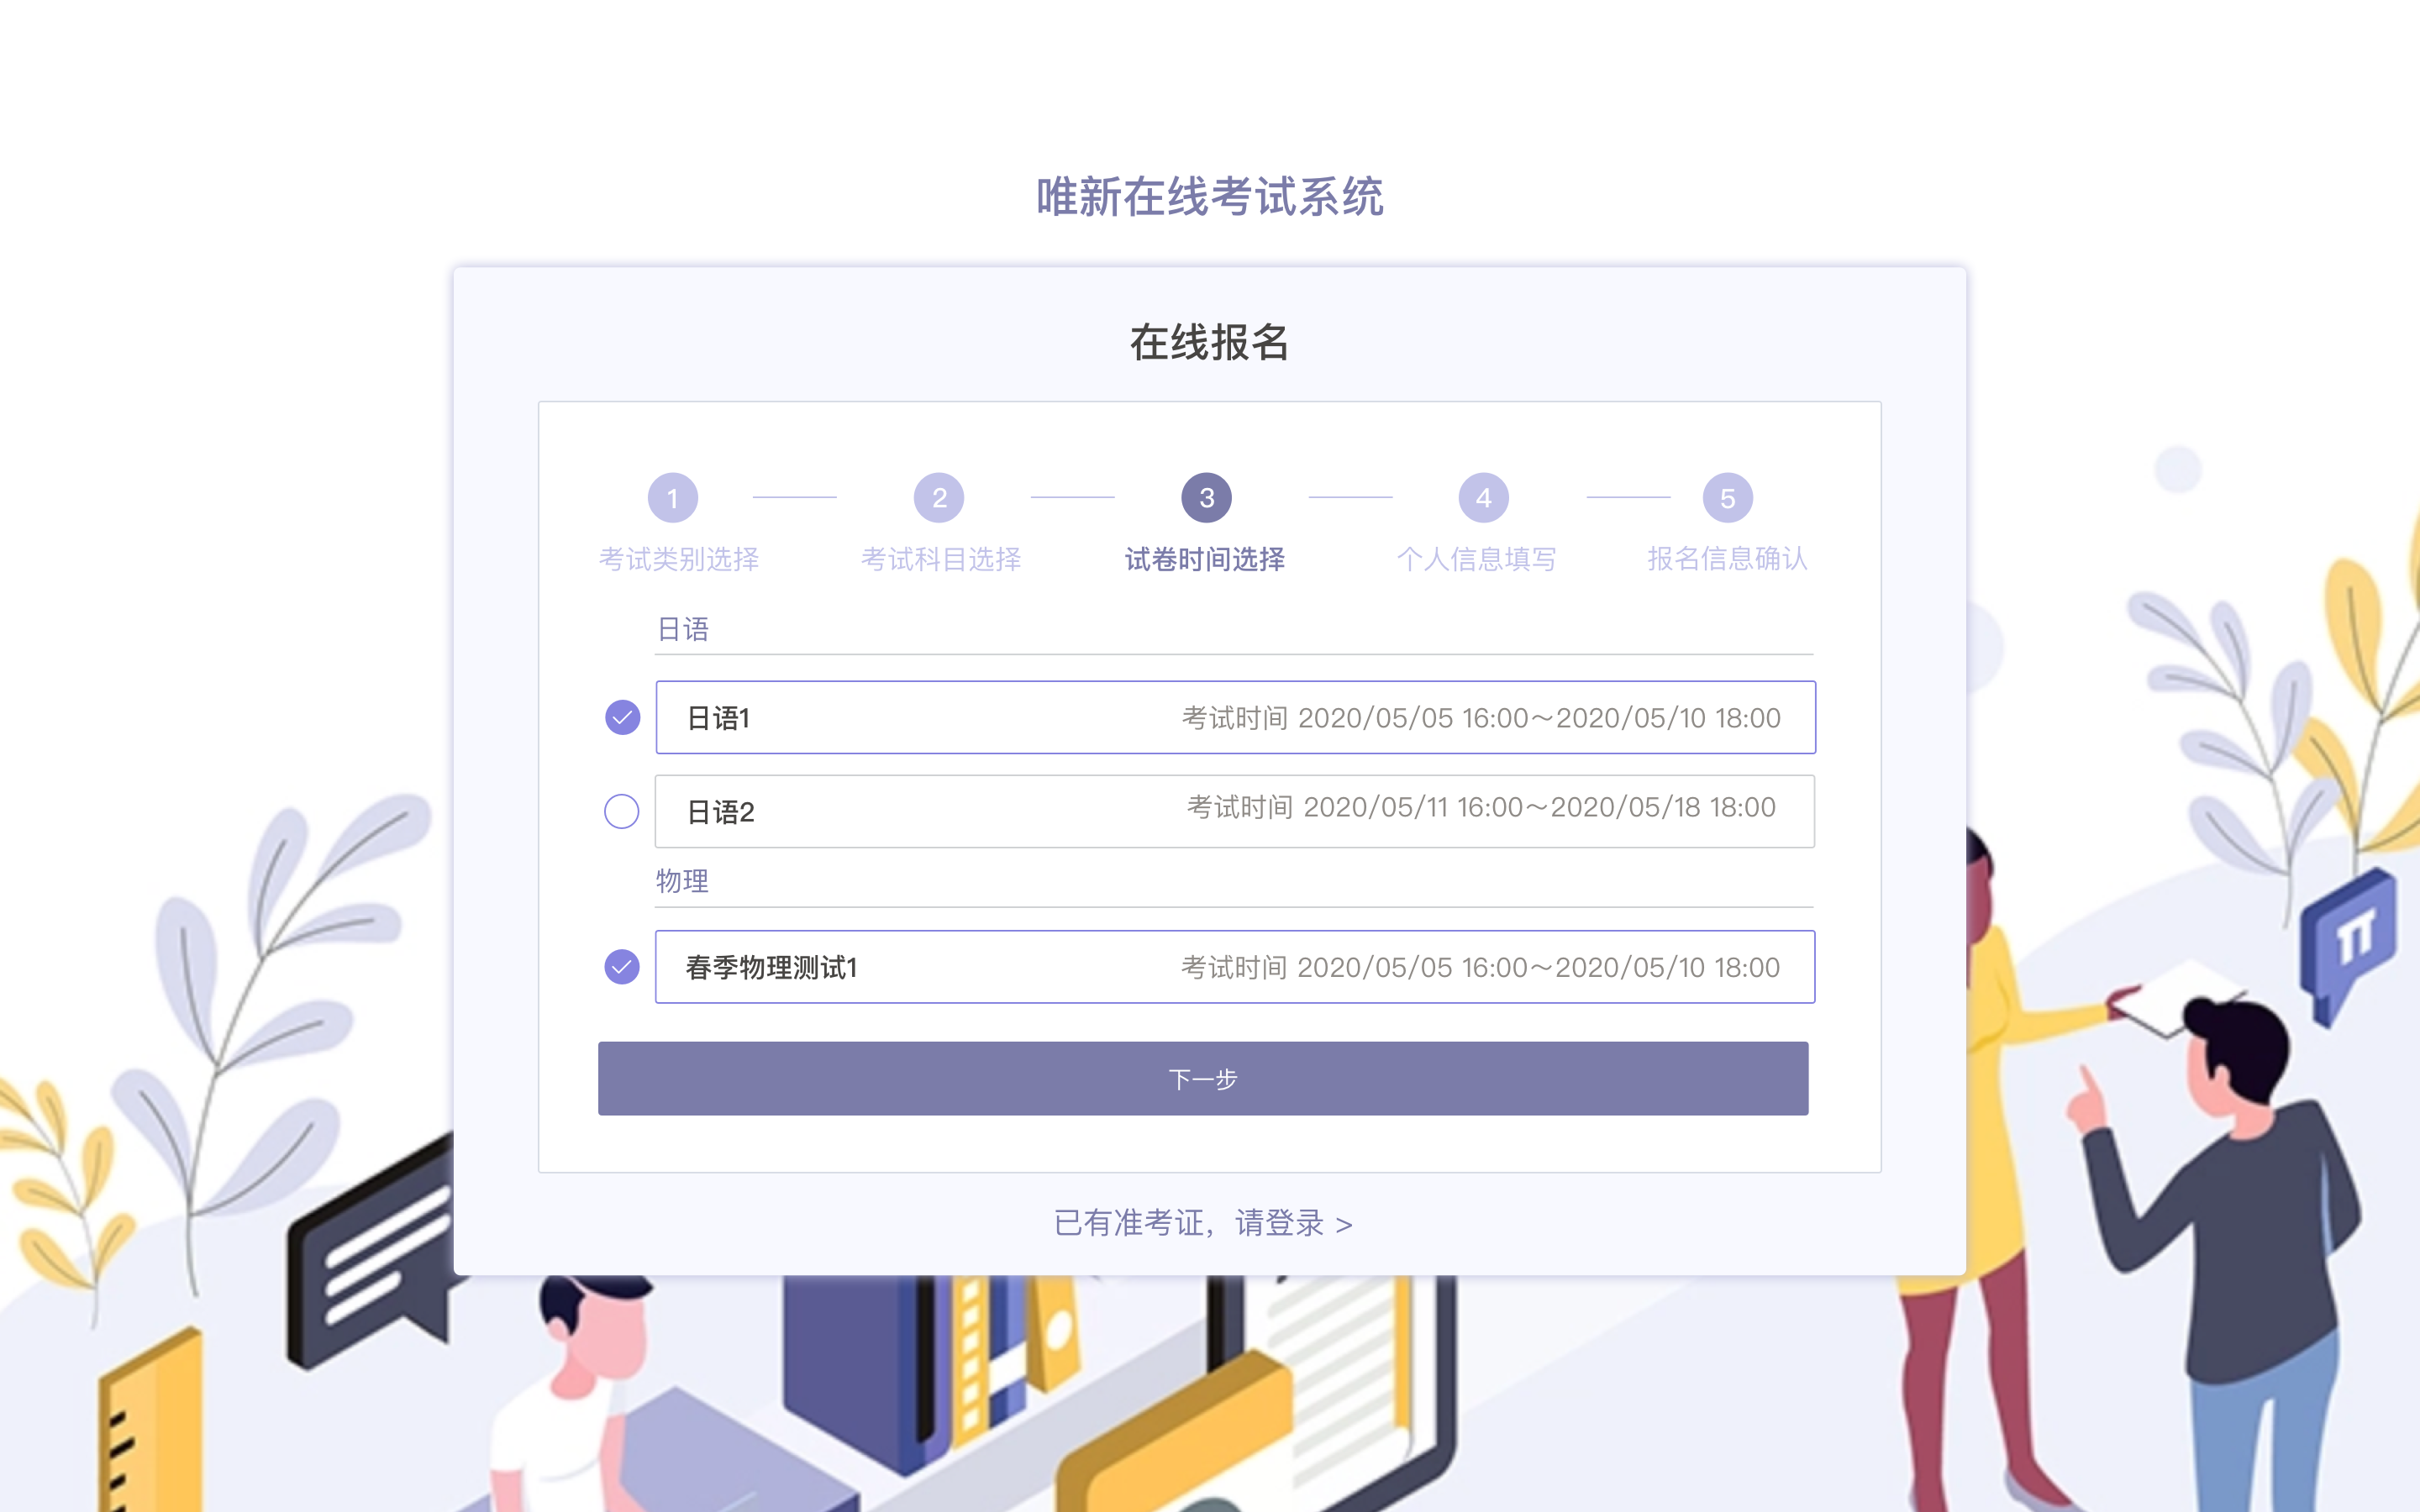 唯新在线考试系统
在线报名
1 2 3 4 5
考试类别选择 考试科目选择 试卷时间选择 个人信息填写 报名信息确认
日语
日语1 考试时间 2020/05/05 16:00～2020/05/10 18:00
日语2 考试时间 2020/05/11 16:00～2020/05/18 18:00
物理
春季物理测试1 考试时间 2020/05/05 16:00～2020/05/10 18:00
下一步
已有准考证，请登录 >